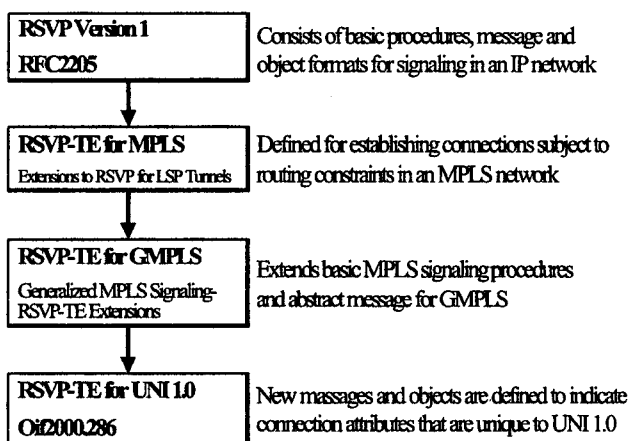 RSVP Version 1
RFC2205
Consists of basic procedures, message and
object formats for signaling in an IP network
RSVP-TE for MPLS
Extensions to RSVP for LSP Tunnels
Defined for establishing connections subject to
routing constraints in an MPLS network
RSVP-TE for GMPLS
Generalized MPLS Signaling-
RSVP-TE Extensions
Extends basic MPLS signaling procedures
and abstract message for GMPLS
RSVP-TE for UNI 1.0
Oif2000.286
New massages and objects are defined to indicate
connection attributes that are unique to UNI 1.0